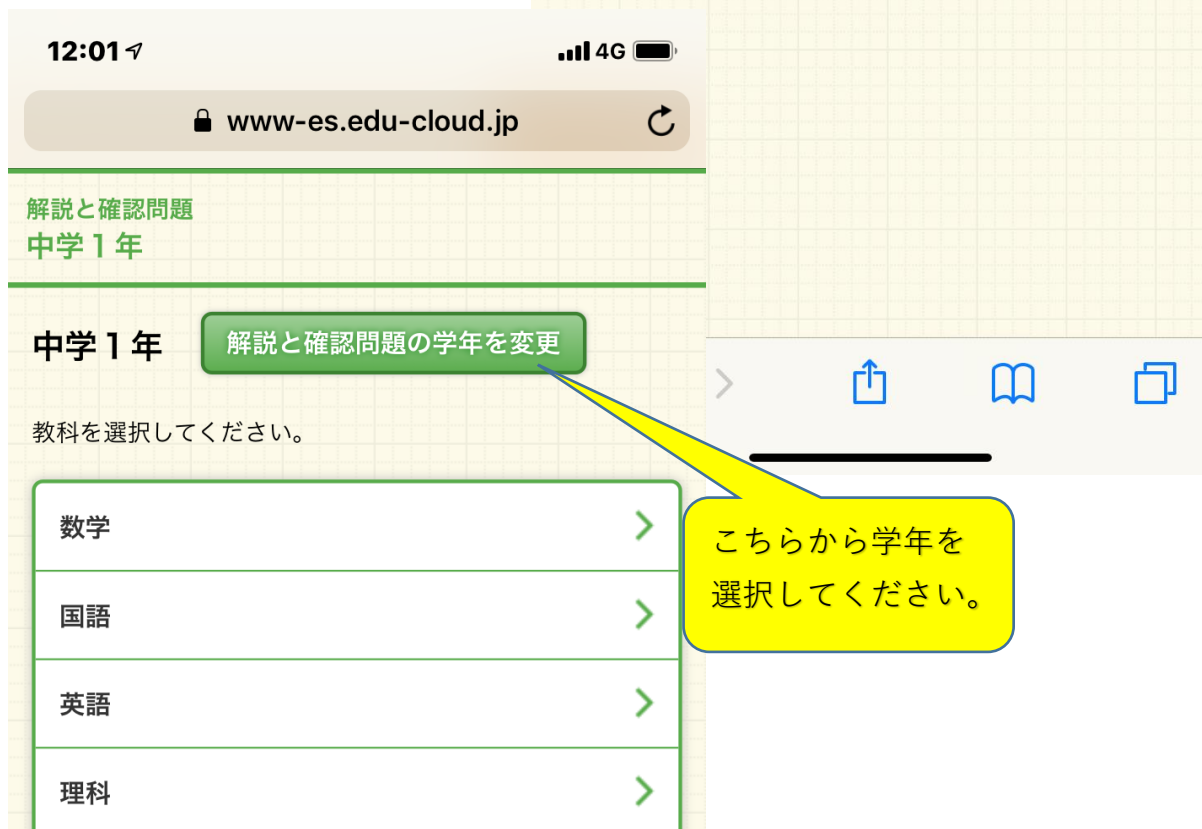 12:01
4G
www-es.edu-cloud.jp
解説と確認問題
中学1年
中学1年
解説と確認問題の学年を変更
教科を選択してください。
数学
国語
英語
理科
こちらから学年を
選択してください。